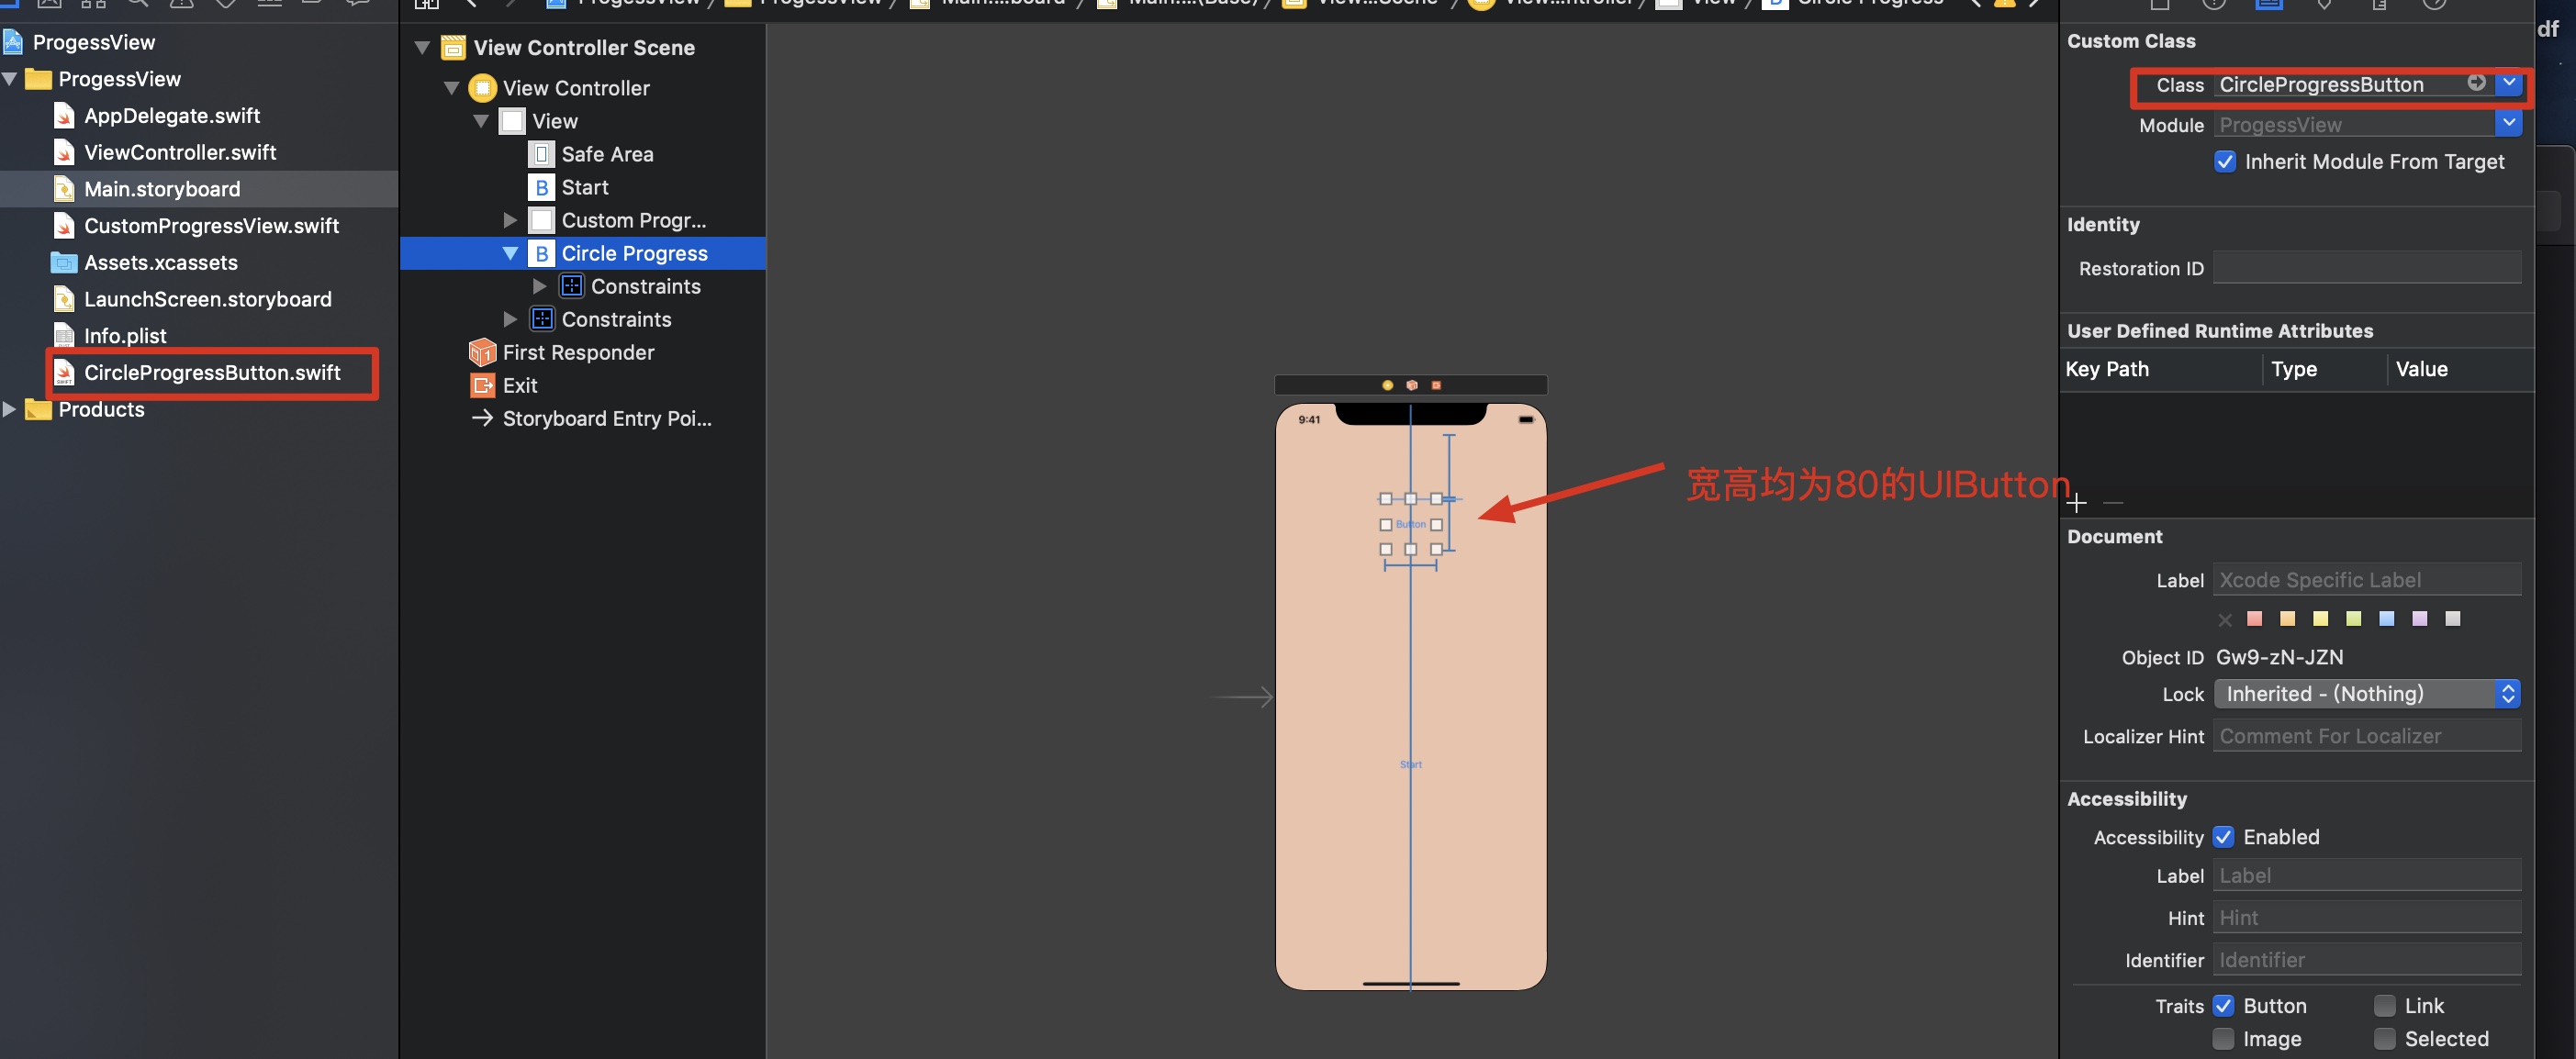 ProgessView
ProgessView
AppDelegate.swift
ViewController.swift
Main.storyboard
CustomProgressView.swift
Assets.xcassets
LaunchScreen.storyboard
Info.plist
CircleProgressButton.swift
Products
View Controller Scene
View Controller
View
Safe Area
B Start
Custom Progr...
B Circle Progress
Constraints
Constraints
First Responder
Exit
Storyboard Entry Poi...
9:41
Button
Start
宽高均为80的UIButton
df
Custom Class
Class CircleProgressButton
Module ProgessView
Inherit Module From Target
Identity
Restoration ID
User Defined Runtime Attributes
Key Path Type Value
Document
Label Xcode Specific Label
Object ID Gw9-zN-JZN
Lock Inherited - (Nothing)
Localizer Hint Comment For Localizer
Accessibility
Accessibility Enabled
Label Label
Hint Hint
Identifier Identifier
Traits Button Link
Image Selected